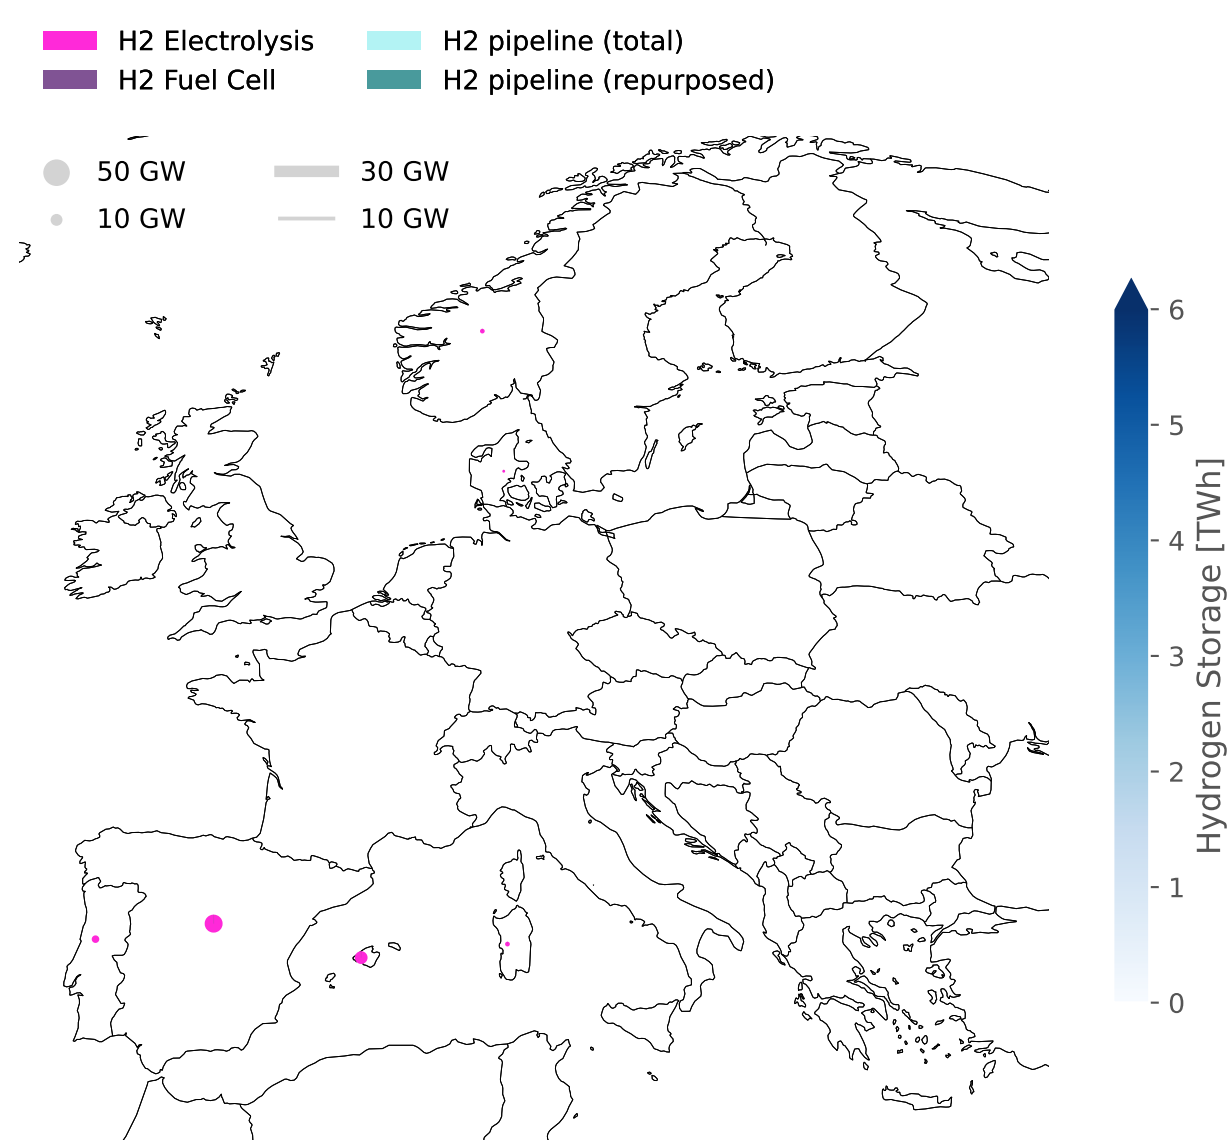 H2 Electrolysis
H2 Fuel Cell
H2 pipeline (total)
H2 pipeline (repurposed)
50 GW
10 GW
30 GW
10 GW
6
5
4
3
2
1
0
Hydrogen Storage [TWh]